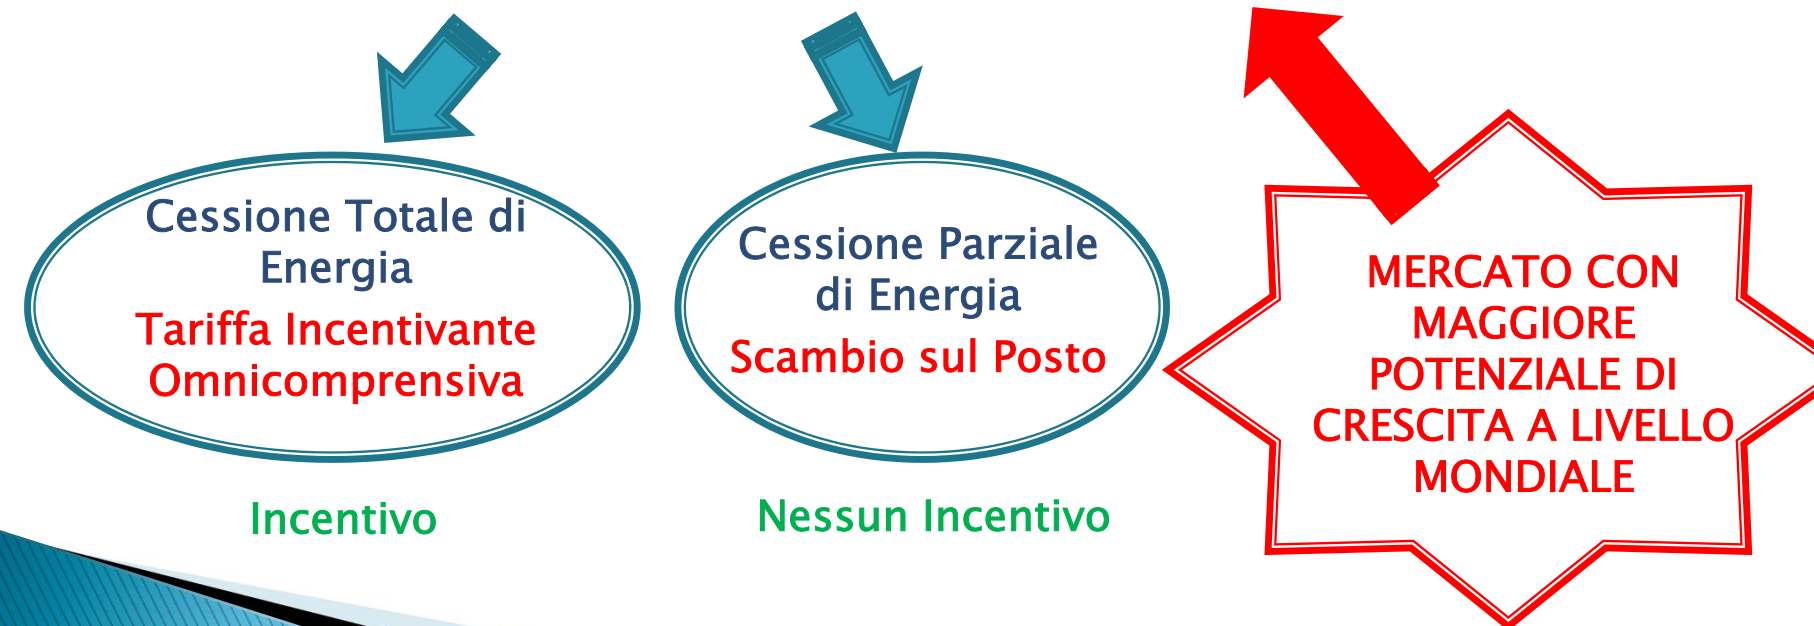 Cessione Totale di
Energia
Tariffa Incentivante
Omnicomprensiva
Incentivo
Cessione Parziale
di Energia
Scambio sul Posto
Nessun Incentivo
MERCATO CON
MAGGIORE
POTENZIALE DI
CRESCITA A LIVELLO
MONDIALE